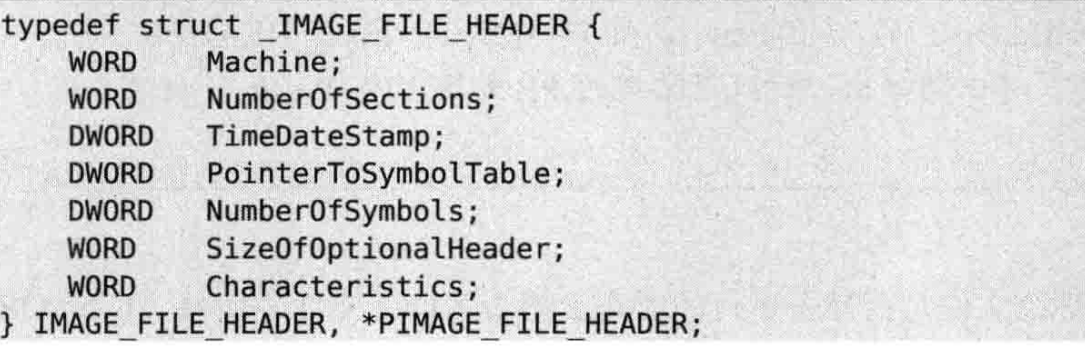 typedef struct _IMAGE_FILE_HEADER {
    WORD    Machine;
    WORD    NumberOfSections;
    DWORD   TimeDateStamp;
    DWORD   PointerToSymbolTable;
    DWORD   NumberOfSymbols;
    WORD    SizeOfOptionalHeader;
    WORD    Characteristics;
} IMAGE_FILE_HEADER, *PIMAGE_FILE_HEADER;